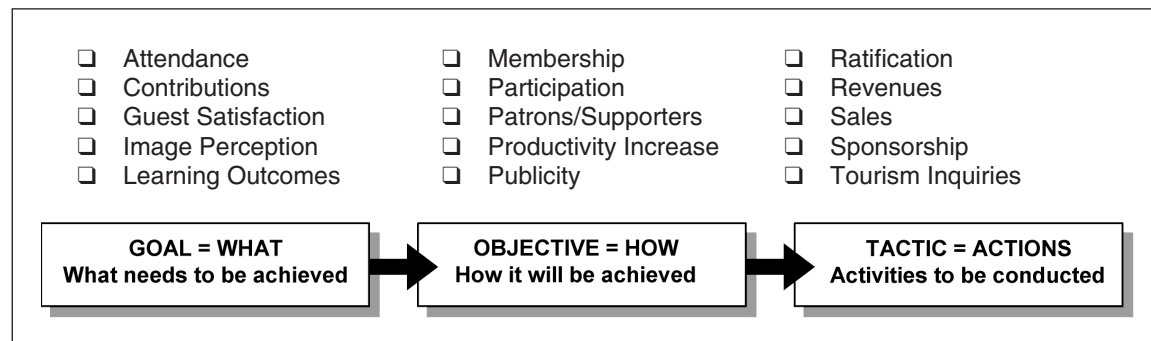 ❑ Attendance
❑ Contributions
❑ Guest Satisfaction
❑ Image Perception
❑ Learning Outcomes
❑ Membership
❑ Participation
❑ Patrons/Supporters
❑ Productivity Increase
❑ Publicity
❑ Ratification
❑ Revenues
❑ Sales
❑ Sponsorship
❑ Tourism Inquiries
GOAL = WHAT
What needs to be achieved
OBJECTIVE = HOW
How it will be achieved
TACTIC = ACTIONS
Activities to be conducted